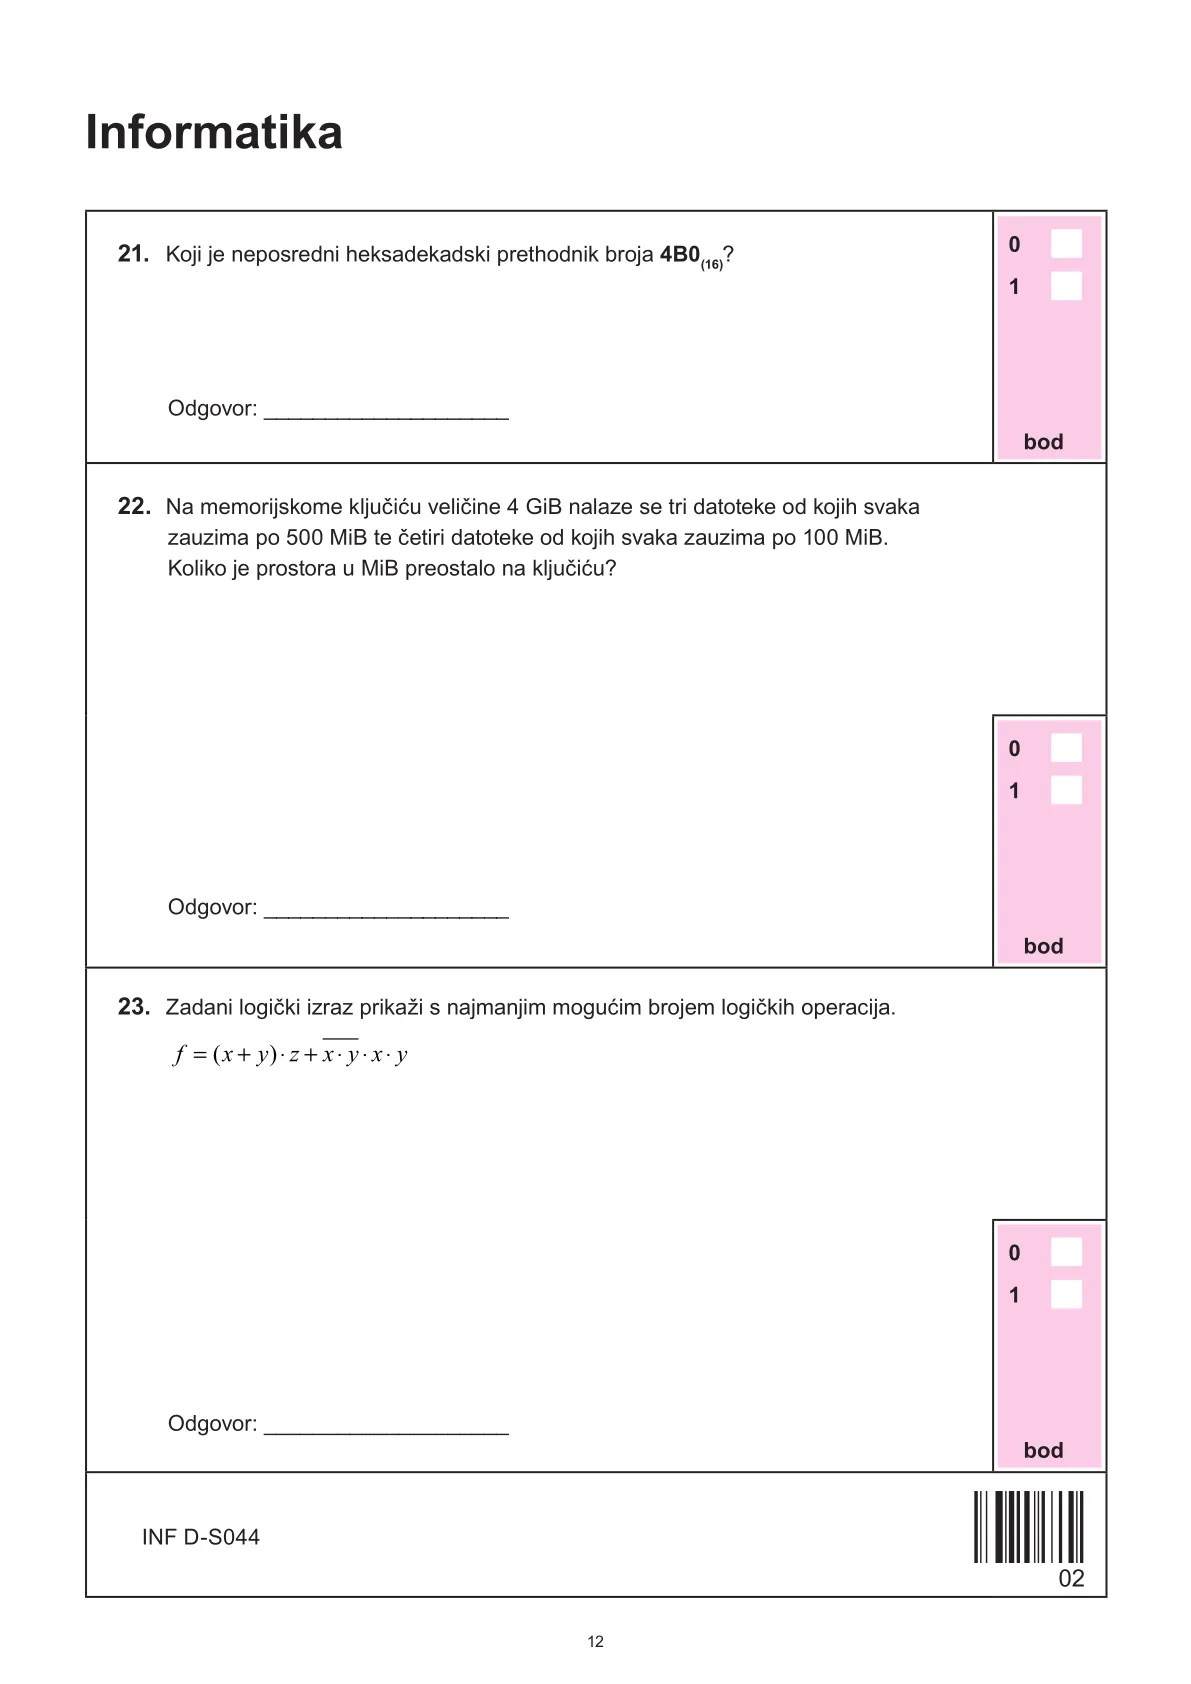 Informatika
21. Koji je neposredni heksadekadski prethodnik broja 4B0(16)?
0
1
Odgovor: ____________________
bod
22. Na memorijskome ključiću veličine 4 GiB nalaze se tri datoteke od kojih svaka
zauzima po 500 MiB te četiri datoteke od kojih svaka zauzima po 100 MiB.
Koliko je prostora u MiB preostalo na ključiću?
0
1
Odgovor: ____________________
bod
23. Zadani logički izraz prikaži s najmanjim mogućim brojem logičkih operacija.
f = (x + y) · z + x̅ ·̅ y̅ · x · y
0
1
Odgovor: ____________________
bod
INF D-S044
02
12